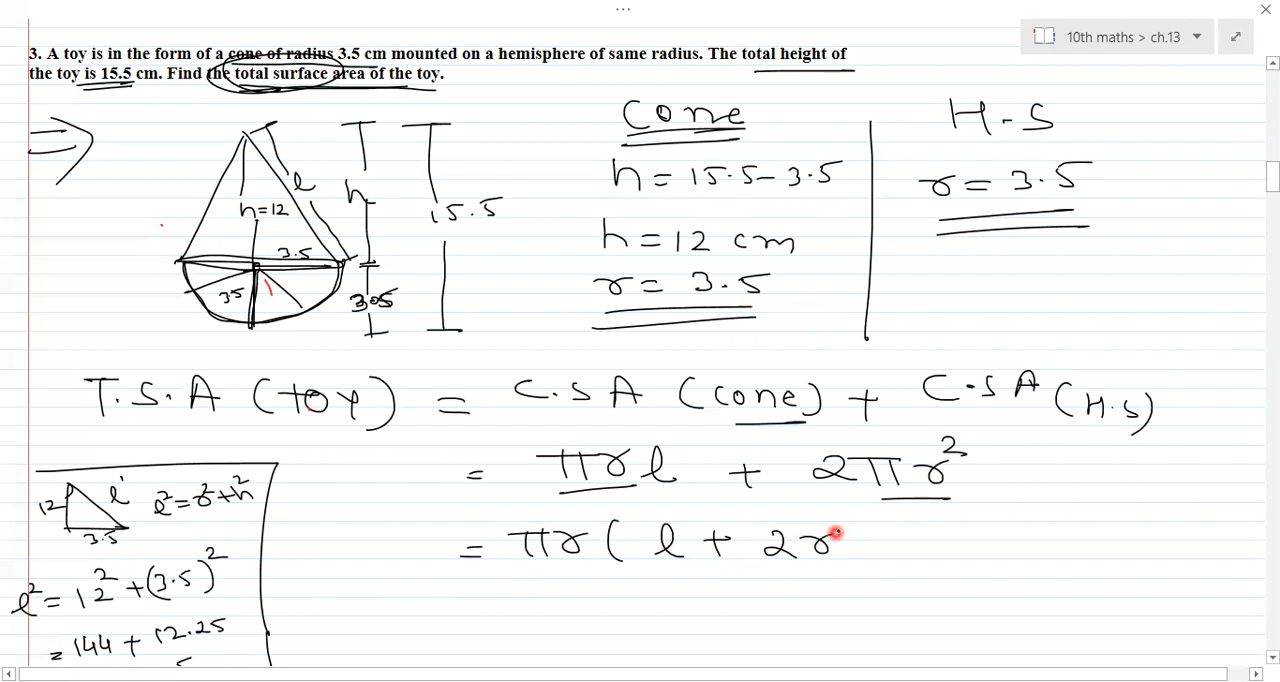 10th maths > ch.13
3. A toy is in the form of a cone of radius 3.5 cm mounted on a hemisphere of same radius. The total height of
the toy is 15.5 cm. Find the total surface area of the toy.
Cone
H-S
h = 15.5 - 3.5
r = 3.5
l
h
h=12
15.5
h = 12 cm
3.5
r = 3.5
3.5
3.5
T.S.A (toy) = C.S.A (cone) + C.S.A (H.S)
= πrl + 2πr²
12 l l² = r² + h²
3.5
= πr ( l + 2r
l² = 12² + (3.5)²
= 144 + 12.25